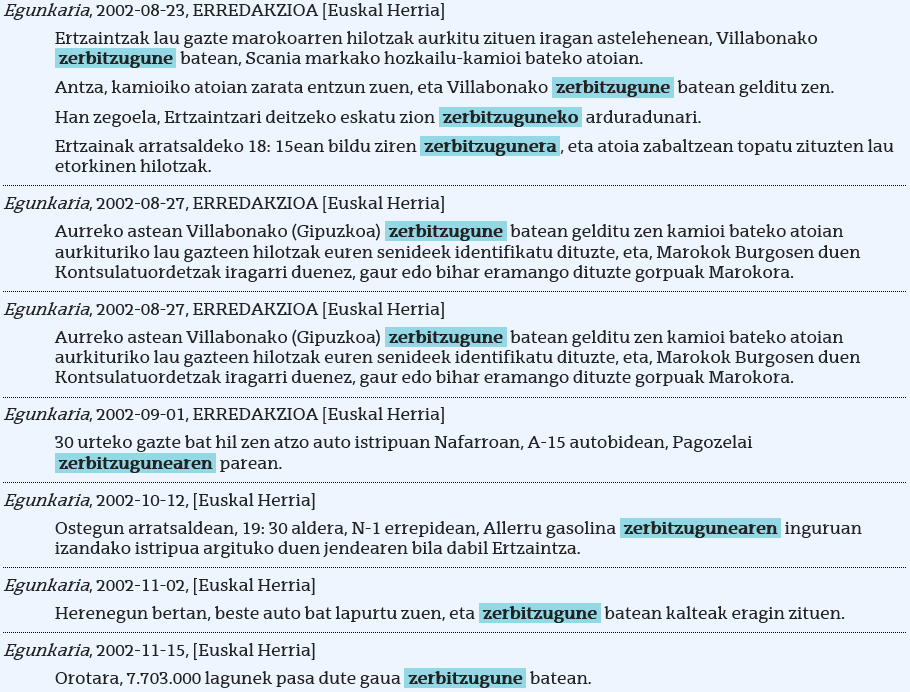 Egunkaria, 2002-08-23, ERREDAKZIOA [Euskal Herria]
Ertzaintzak lau gazte marokoarren hilotzak aurkitu zituen iragan astelehenean, Villabonako
zerbitzugune batean, Scania markako hozkailu-kamioi bateko atoian.
Antza, kamioiko atoian zarata entzun zuen, eta Villabonako zerbitzugune batean gelditu zen.
Han zegoela, Ertzaintzari deitzeko eskatu zion zerbitzuguneko arduradunari.
Ertzainak arratsaldeko 18: 15ean bildu ziren zerbitzugunera, eta atoia zabaltzean topatu zituzten lau
etorkinen hilotzak.
Egunkaria, 2002-08-27, ERREDAKZIOA [Euskal Herria]
Aurreko astean Villabonako (Gipuzkoa) zerbitzugune batean gelditu zen kamioi bateko atoian
aurkituriko lau gazteen hilotzak euren senideek identifikatu dituzte, eta, Marokok Burgosen duen
Kontsulatuordetzak iragarri duenez, gaur edo bihar eramango dituzte gorpuak Marokora.
Egunkaria, 2002-08-27, ERREDAKZIOA [Euskal Herria]
Aurreko astean Villabonako (Gipuzkoa) zerbitzugune batean gelditu zen kamioi bateko atoian
aurkituriko lau gazteen hilotzak euren senideek identifikatu dituzte, eta, Marokok Burgosen duen
Kontsulatuordetzak iragarri duenez, gaur edo bihar eramango dituzte gorpuak Marokora.
Egunkaria, 2002-09-01, ERREDAKZIOA [Euskal Herria]
30 urteko gazte bat hil zen atzo auto istripuan Nafarroan, A-15 autobidean, Pagozelai
zerbitzugunearen parean.
Egunkaria, 2002-10-12, [Euskal Herria]
Ostegun arratsaldean, 19: 30 aldera, N-1 errepidean, Allerru gasolina zerbitzugunearen inguruan
izandako istripua argituko duen jendearen bila dabil Ertzaintza.
Egunkaria, 2002-11-02, [Euskal Herria]
Herenegun bertan, beste auto bat lapurtu zuen, eta zerbitzugune batean kalteak eragin zituen.
Egunkaria, 2002-11-15, [Euskal Herria]
Orotara, 7.703.000 lagunek pasa dute gaua zerbitzugune batean.